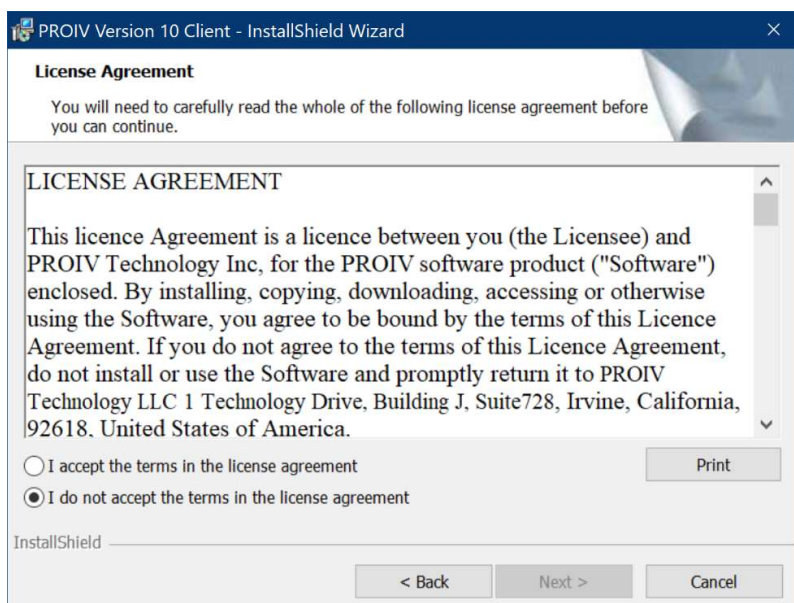 PROIV Version 10 Client - InstallShield Wizard
License Agreement
You will need to carefully read the whole of the following license agreement before
you can continue.
LICENSE AGREEMENT
This licence Agreement is a licence between you (the Licensee) and
PROIV Technology Inc, for the PROIV software product ("Software")
enclosed. By installing, copying, downloading, accessing or otherwise
using the Software, you agree to be bound by the terms of this Licence
Agreement. If you do not agree to the terms of this Licence Agreement,
do not install or use the Software and promptly return it to PROIV
Technology LLC 1 Technology Drive, Building J, Suite728, Irvine, California,
92618, United States of America.
I accept the terms in the license agreement
Print
I do not accept the terms in the license agreement
InstallShield
< Back
Next >
Cancel